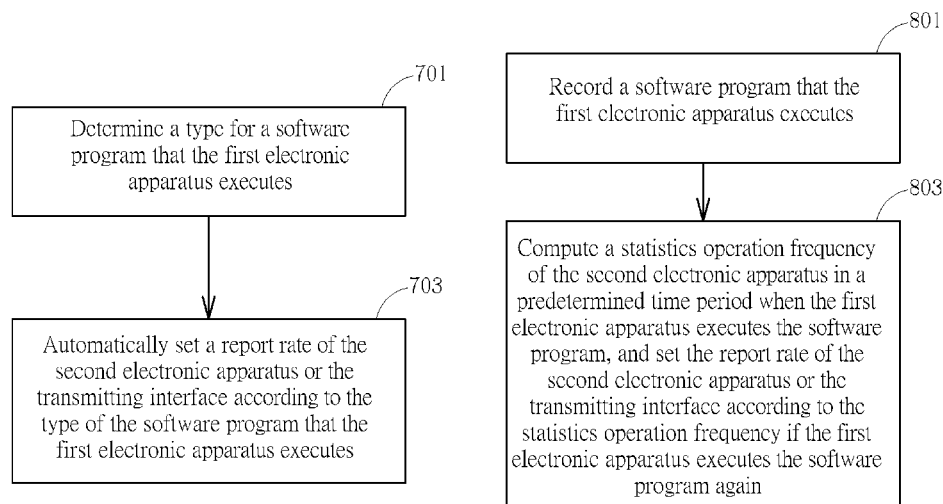 701
Determine a type for a software
program that the first electronic
apparatus executes
703
Automatically set a report rate of the
second electronic apparatus or the
transmitting interface according to the
type of the software program that the
first electronic apparatus executes
801
Record a software program that the
first electronic apparatus executes
803
Compute a statistics operation frequency
of the second electronic apparatus in a
predetermined time period when the first
electronic apparatus executes the software
program, and set the report rate of the
second electronic apparatus or the
transmitting interface according to the
statistics operation frequency if the first
electronic apparatus executes the software
program again